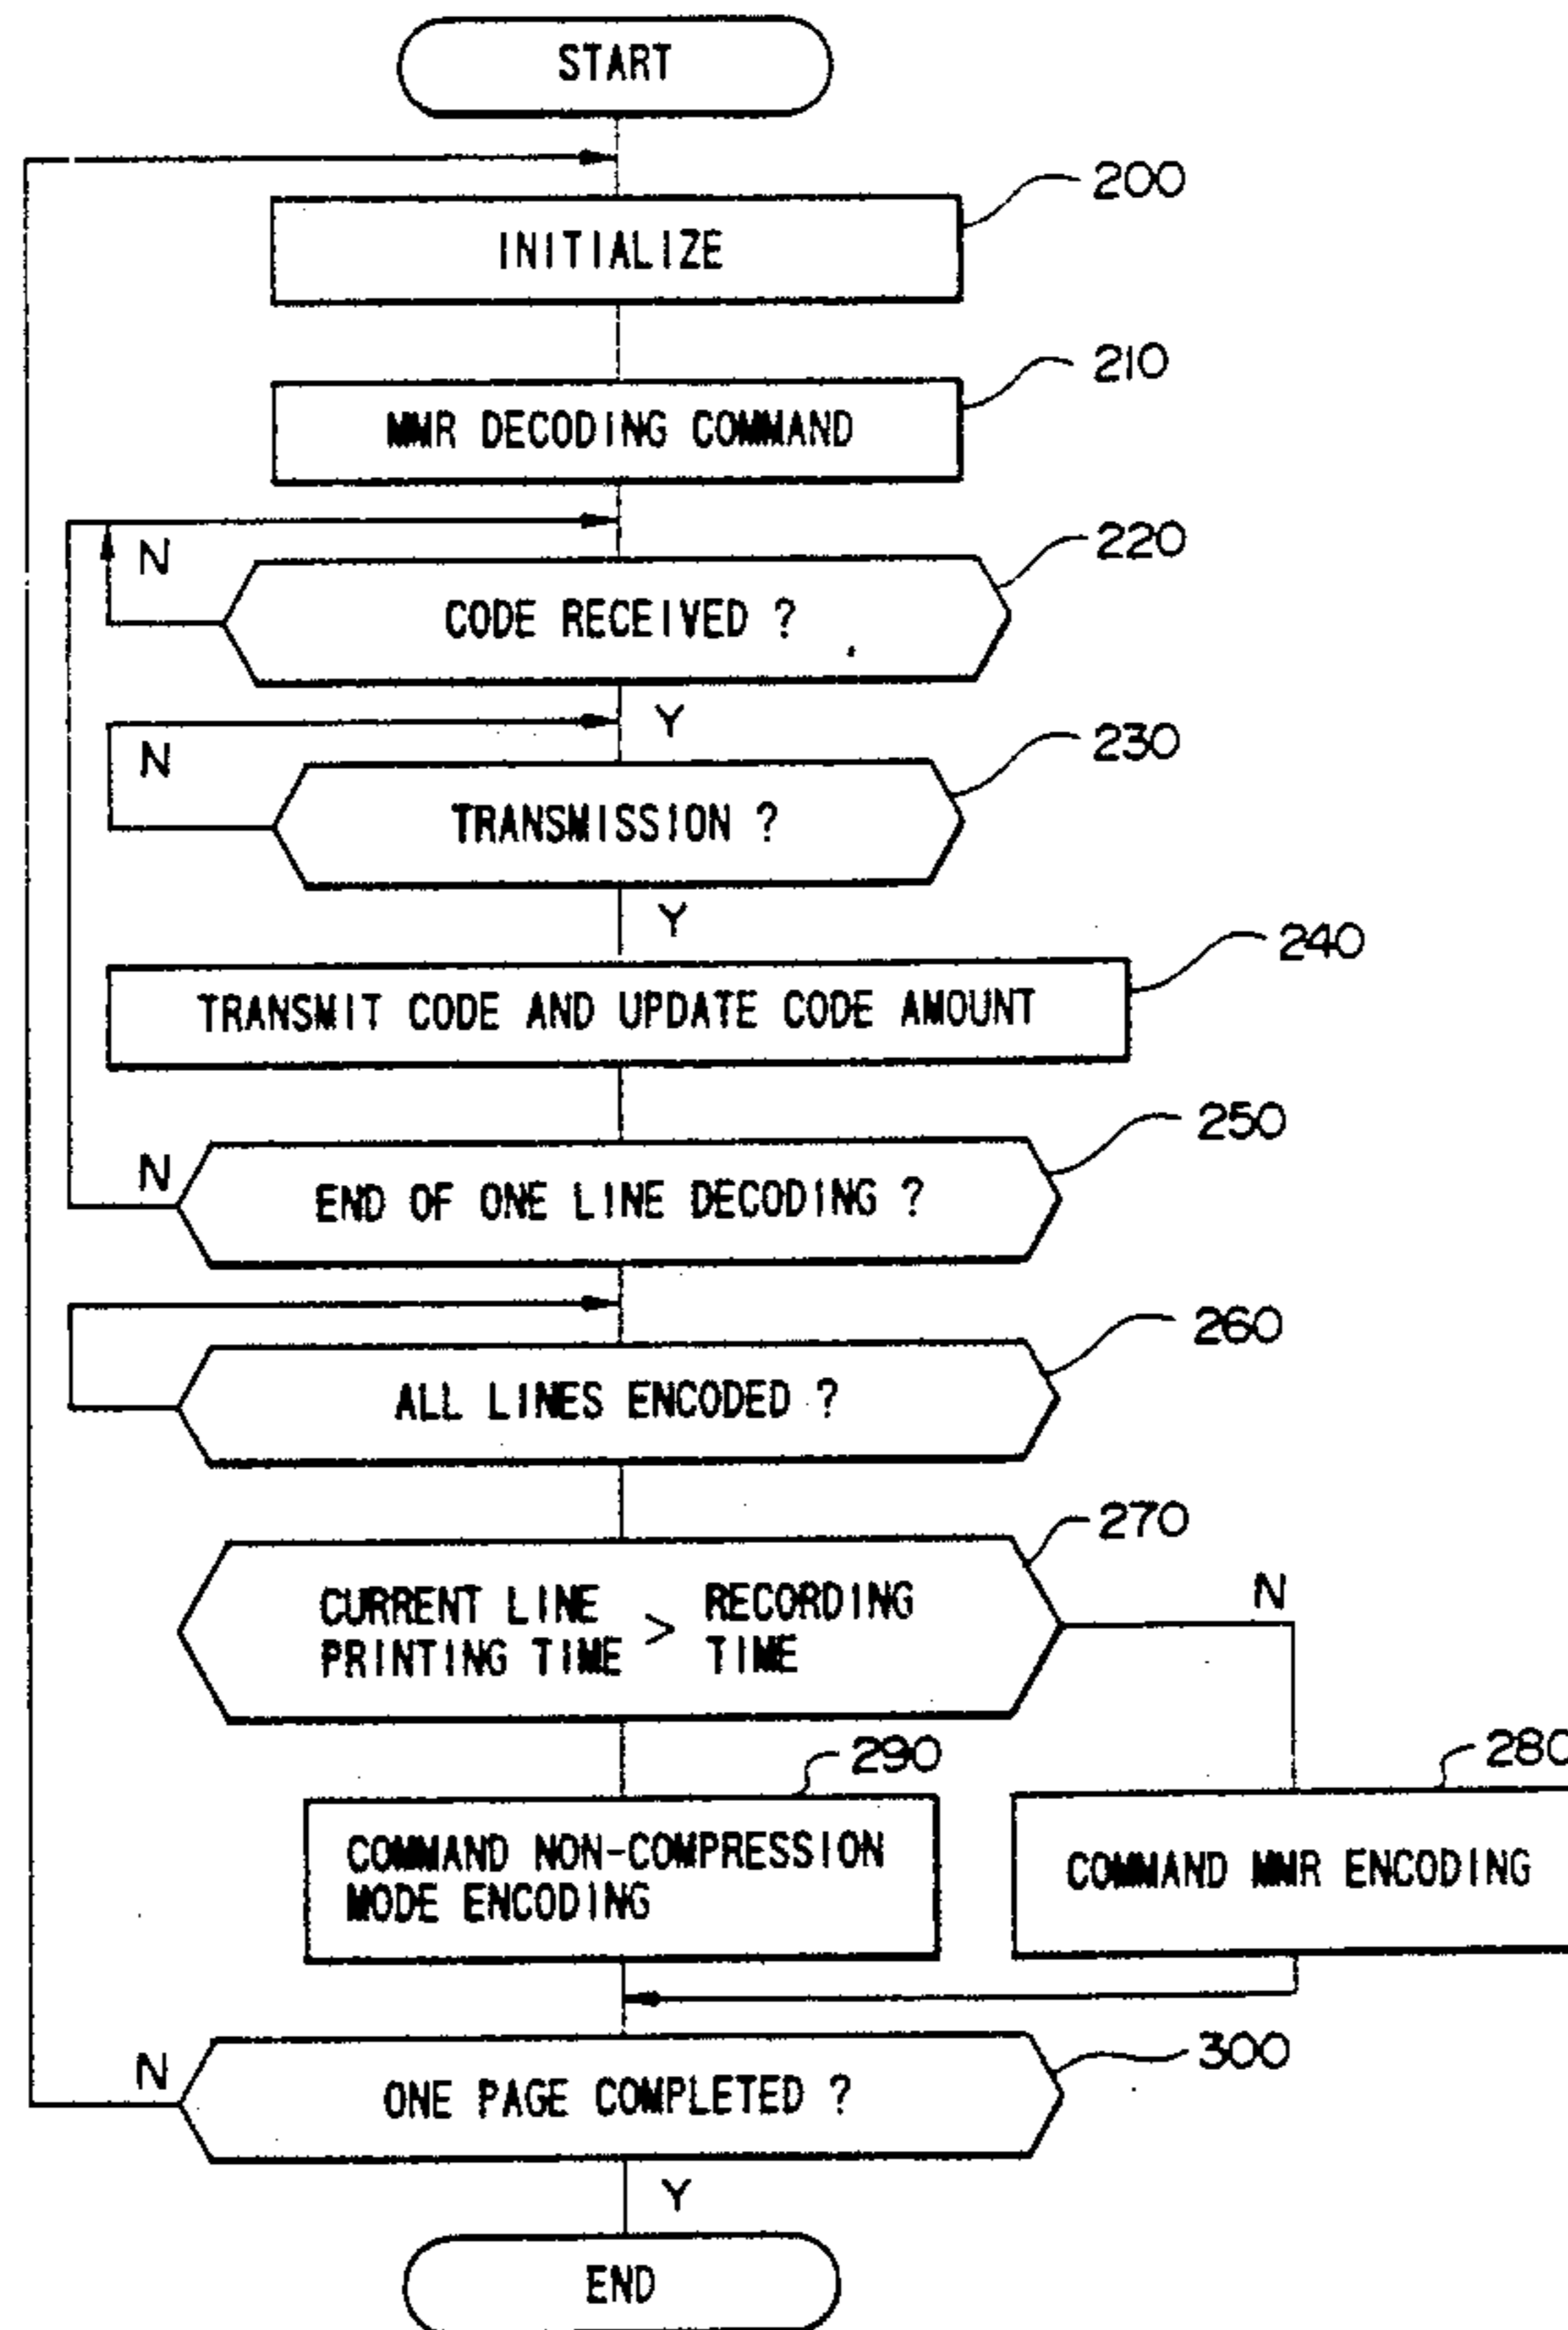 START
200
INITIALIZE
210
MMR DECODING COMMAND
N
220
CODE RECEIVED ?
Y
N
230
TRANSMISSION ?
Y
240
TRANSMIT CODE AND UPDATE CODE AMOUNT
250
N
END OF ONE LINE DECODING ?
260
ALL LINES ENCODED ?
270
N
CURRENT LINE PRINTING TIME > RECORDING TIME
290
280
COMMAND NON-COMPRESSION
MODE ENCODING
COMMAND MMR ENCODING
300
N
ONE PAGE COMPLETED ?
Y
END